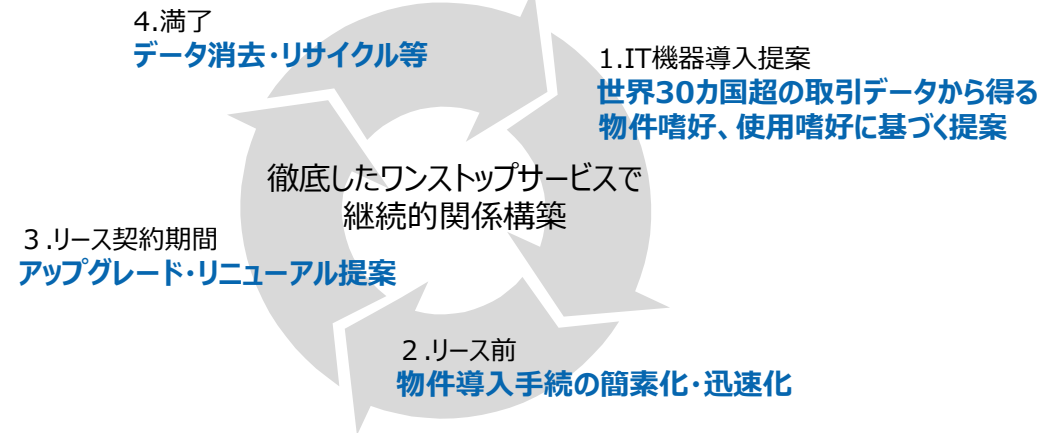 4.満了
データ消去・リサイクル等
1.IT機器導入提案
世界30カ国超の取引データから得る
物件嗜好、使用嗜好に基づく提案
徹底したワンストップサービスで
継続的関係構築
３.リース契約期間
アップグレード・リニューアル提案
２.リース前
物件導入手続の簡素化・迅速化